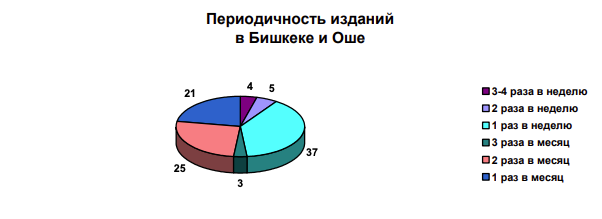 Периодичность изданий
в Бишкеке и Оше
4
5
21
37
25
3
3-4 раза в неделю
2 раза в неделю
1 раз в неделю
3 раза в месяц
2 раза в месяц
1 раз в месяц